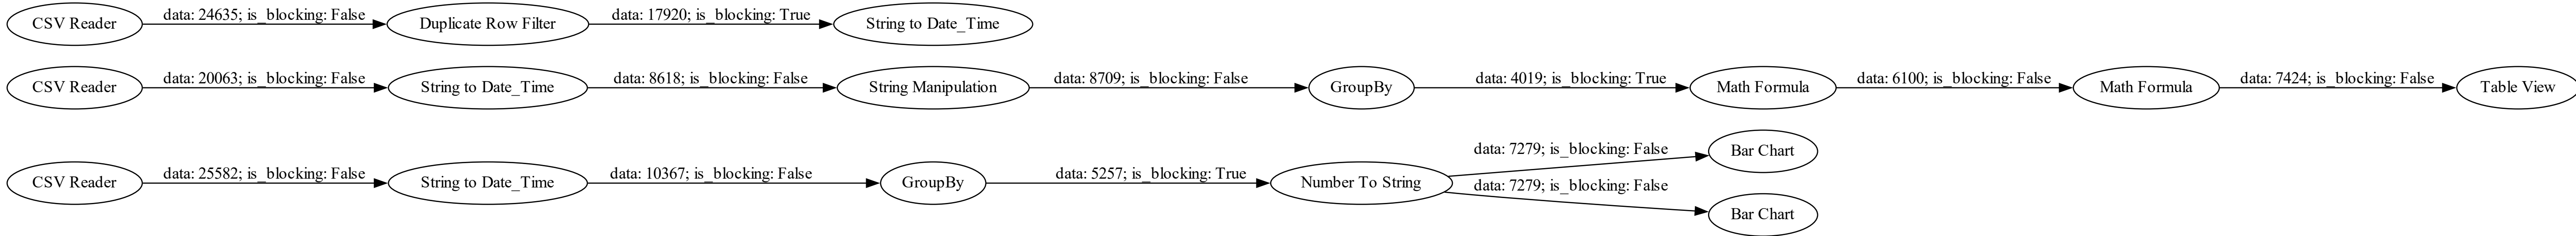 CSV Reader data: 24635; is_blocking: False Duplicate Row Filter data: 17920; is_blocking: True String to Date_Time
CSV Reader data: 20063; is_blocking: False String to Date_Time data: 8618; is_blocking: False String Manipulation data: 8709; is_blocking: False GroupBy data: 4019; is_blocking: True Math Formula data: 6100; is_blocking: False Math Formula data: 7424; is_blocking: False Table View
CSV Reader data: 25582; is_blocking: False String to Date_Time data: 10367; is_blocking: False GroupBy data: 5257; is_blocking: True Number To String
data: 7279; is_blocking: False Bar Chart
data: 7279; is_blocking: False Bar Chart